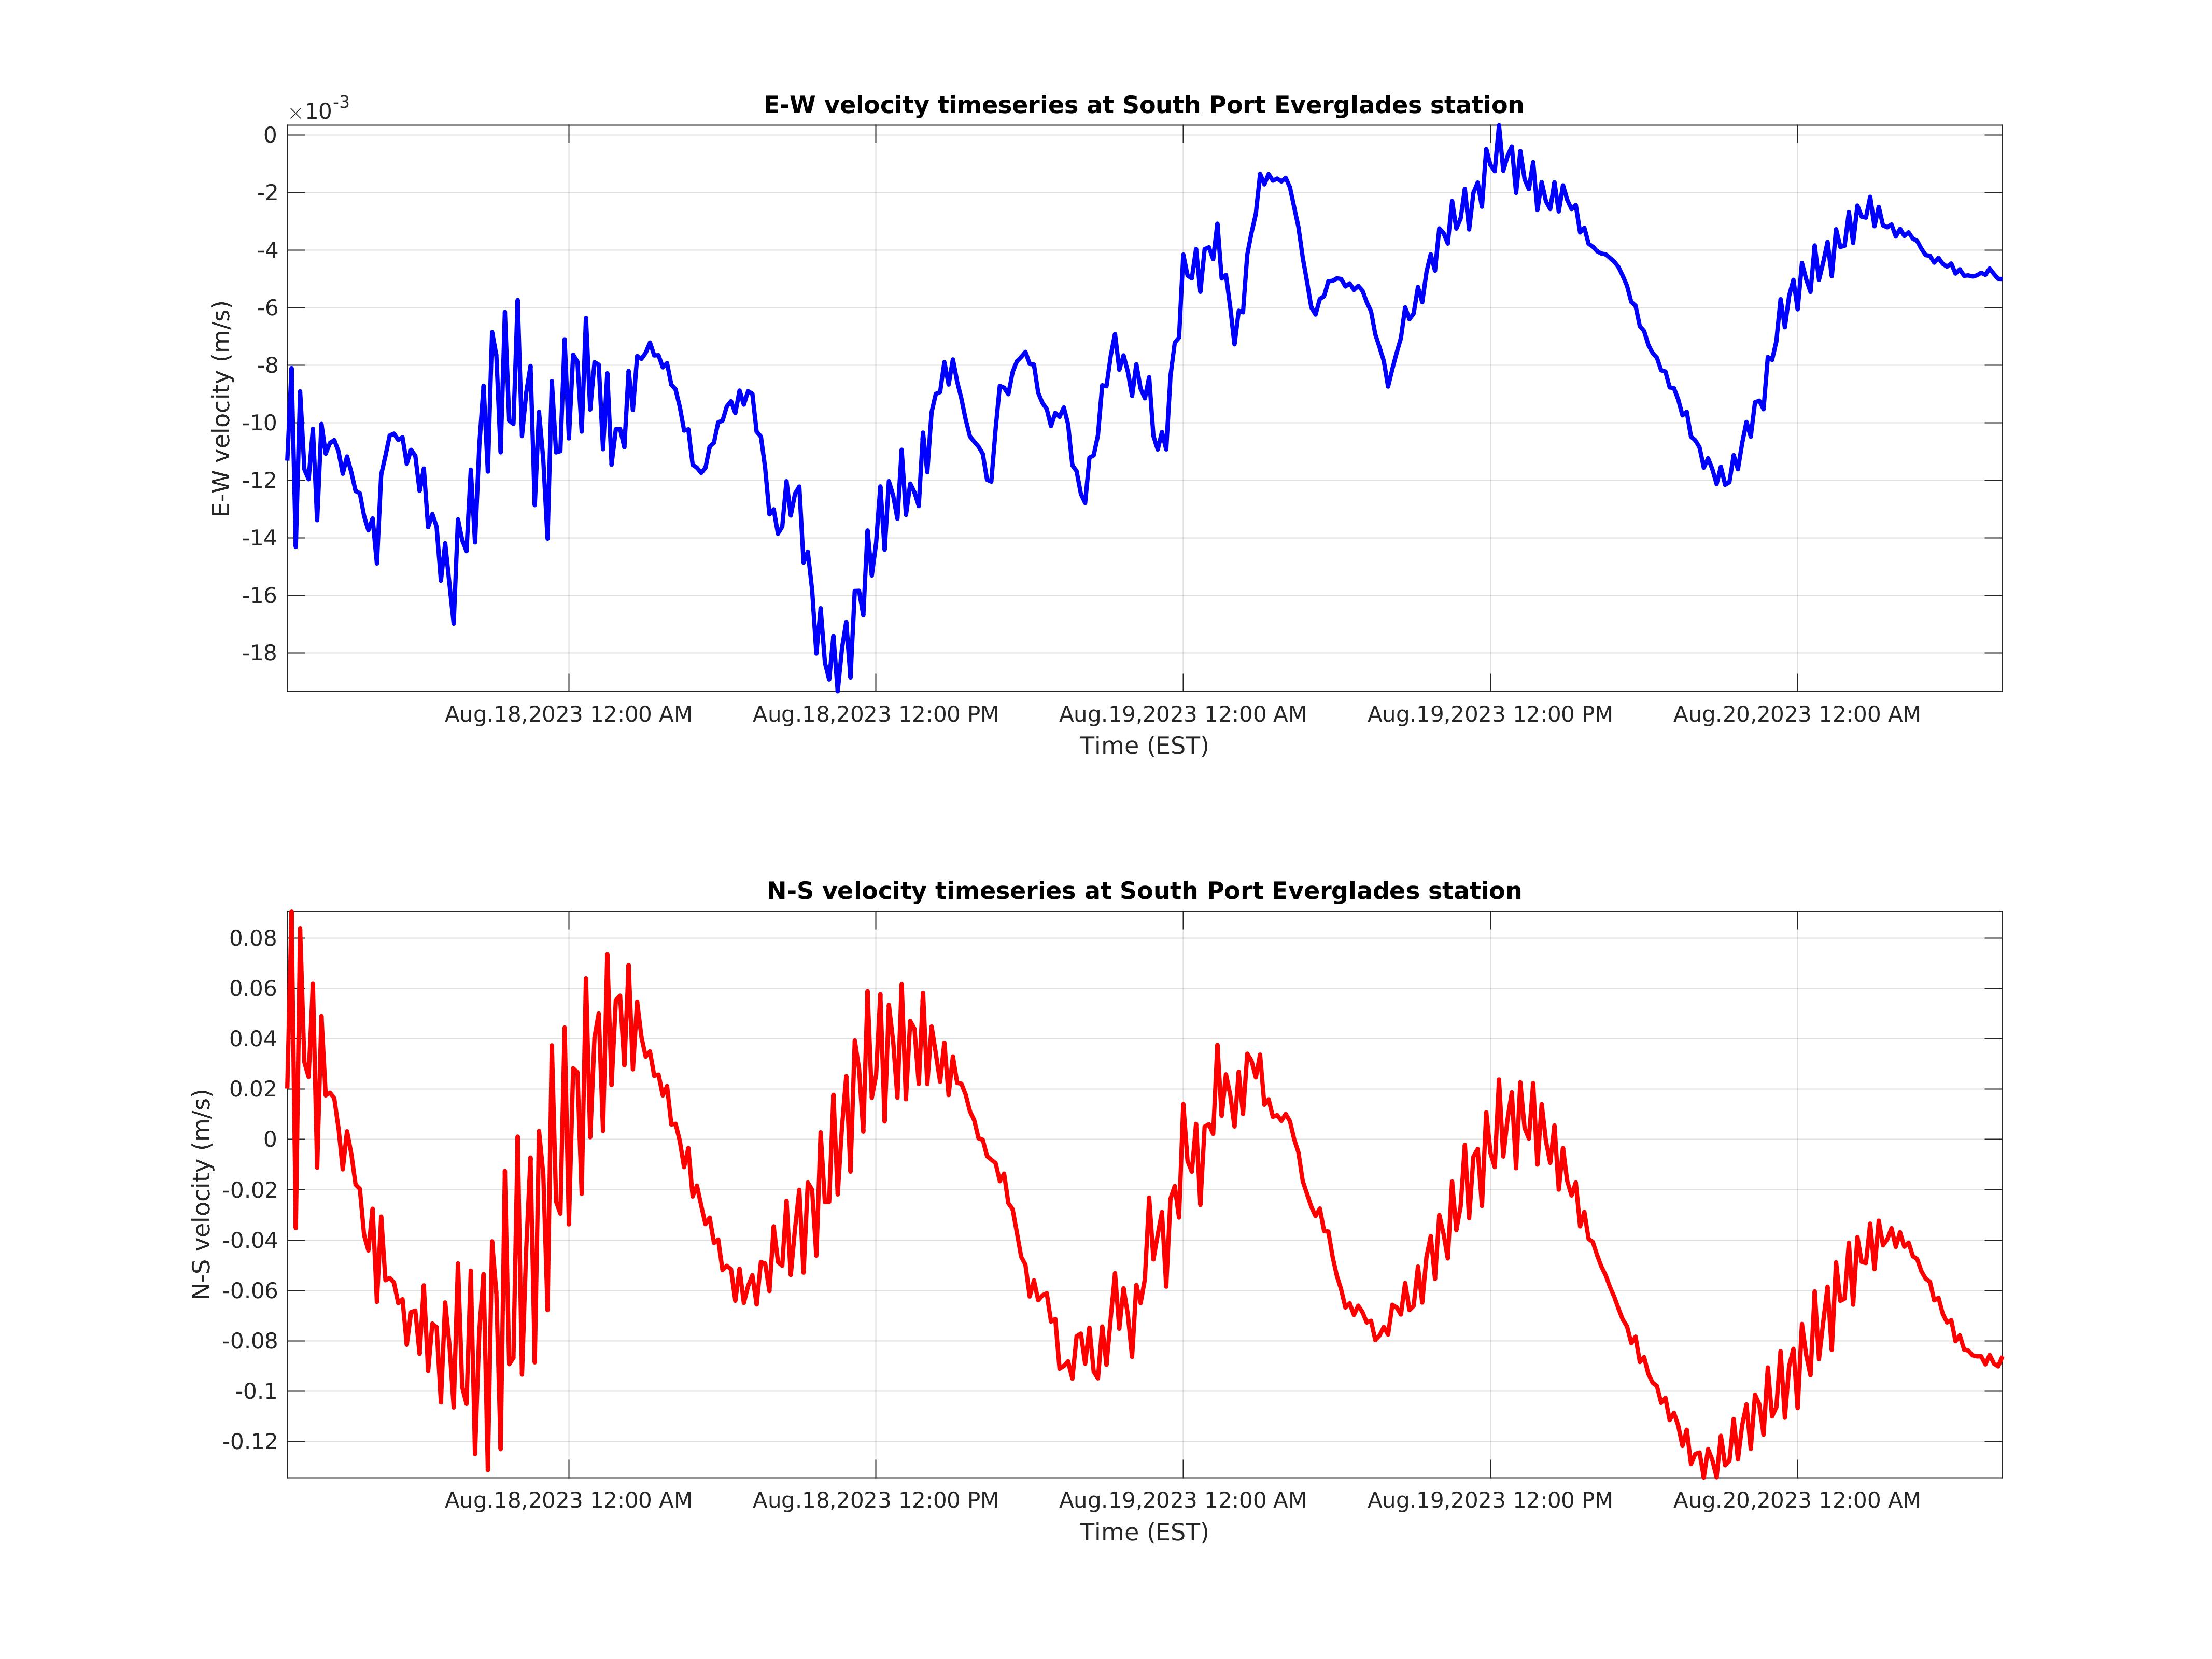 ×10-3
E-W velocity timeseries at South Port Everglades station
0
-2
-4
-6
-8
-10
-12
-14
-16
-18
E-W velocity (m/s)
Aug.18,2023 12:00 AM Aug.18,2023 12:00 PM Aug.19,2023 12:00 AM Aug.19,2023 12:00 PM Aug.20,2023 12:00 AM
Time (EST)
N-S velocity timeseries at South Port Everglades station
0.08
0.06
0.04
0.02
0
-0.02
-0.04
-0.06
-0.08
-0.1
-0.12
N-S velocity (m/s)
Aug.18,2023 12:00 AM Aug.18,2023 12:00 PM Aug.19,2023 12:00 AM Aug.19,2023 12:00 PM Aug.20,2023 12:00 AM
Time (EST)